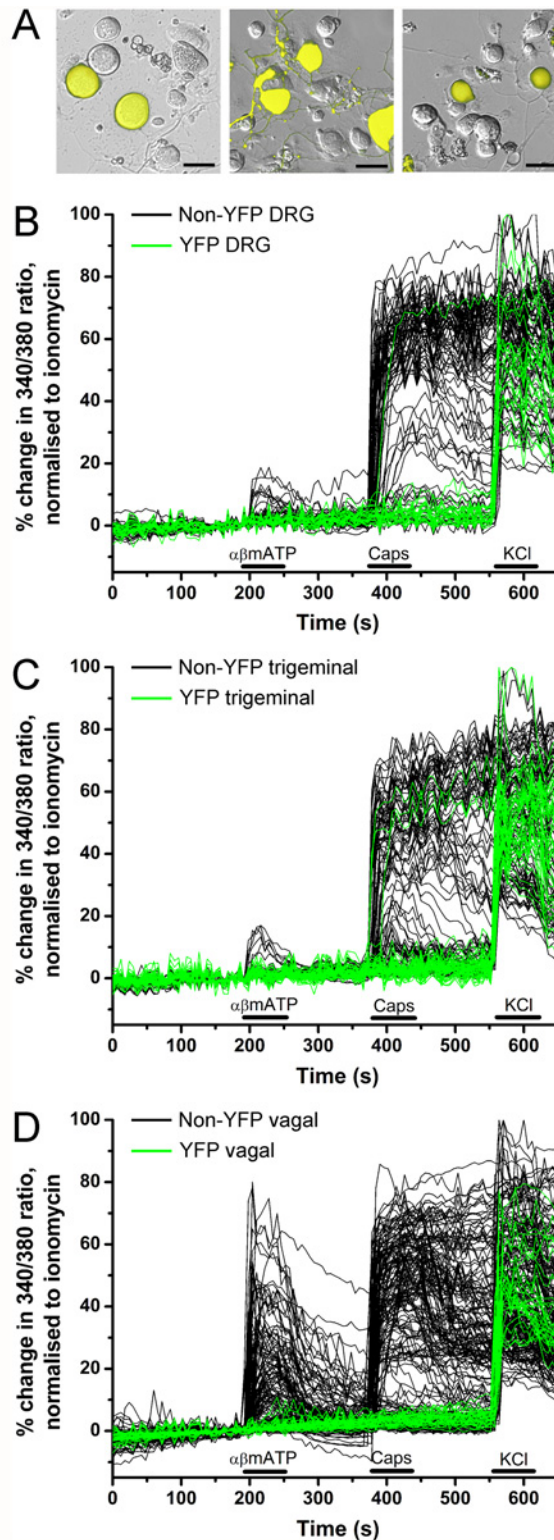 A
B
Non-YFP DRG
YFP DRG
% change in 340/380 ratio,
normalised to ionomycin
100
80
60
40
20
0
αβmATP
Caps
KCl
0 100 200 300 400 500 600
Time (s)
C
Non-YFP trigeminal
YFP trigeminal
% change in 340/380 ratio,
normalised to ionomycin
100
80
60
40
20
0
αβmATP
Caps
KCl
0 100 200 300 400 500 600
Time (s)
D
Non-YFP vagal
YFP vagal
% change in 340/380 ratio,
normalised to ionomycin
100
80
60
40
20
0
αβmATP
Caps
KCl
0 100 200 300 400 500 600
Time (s)